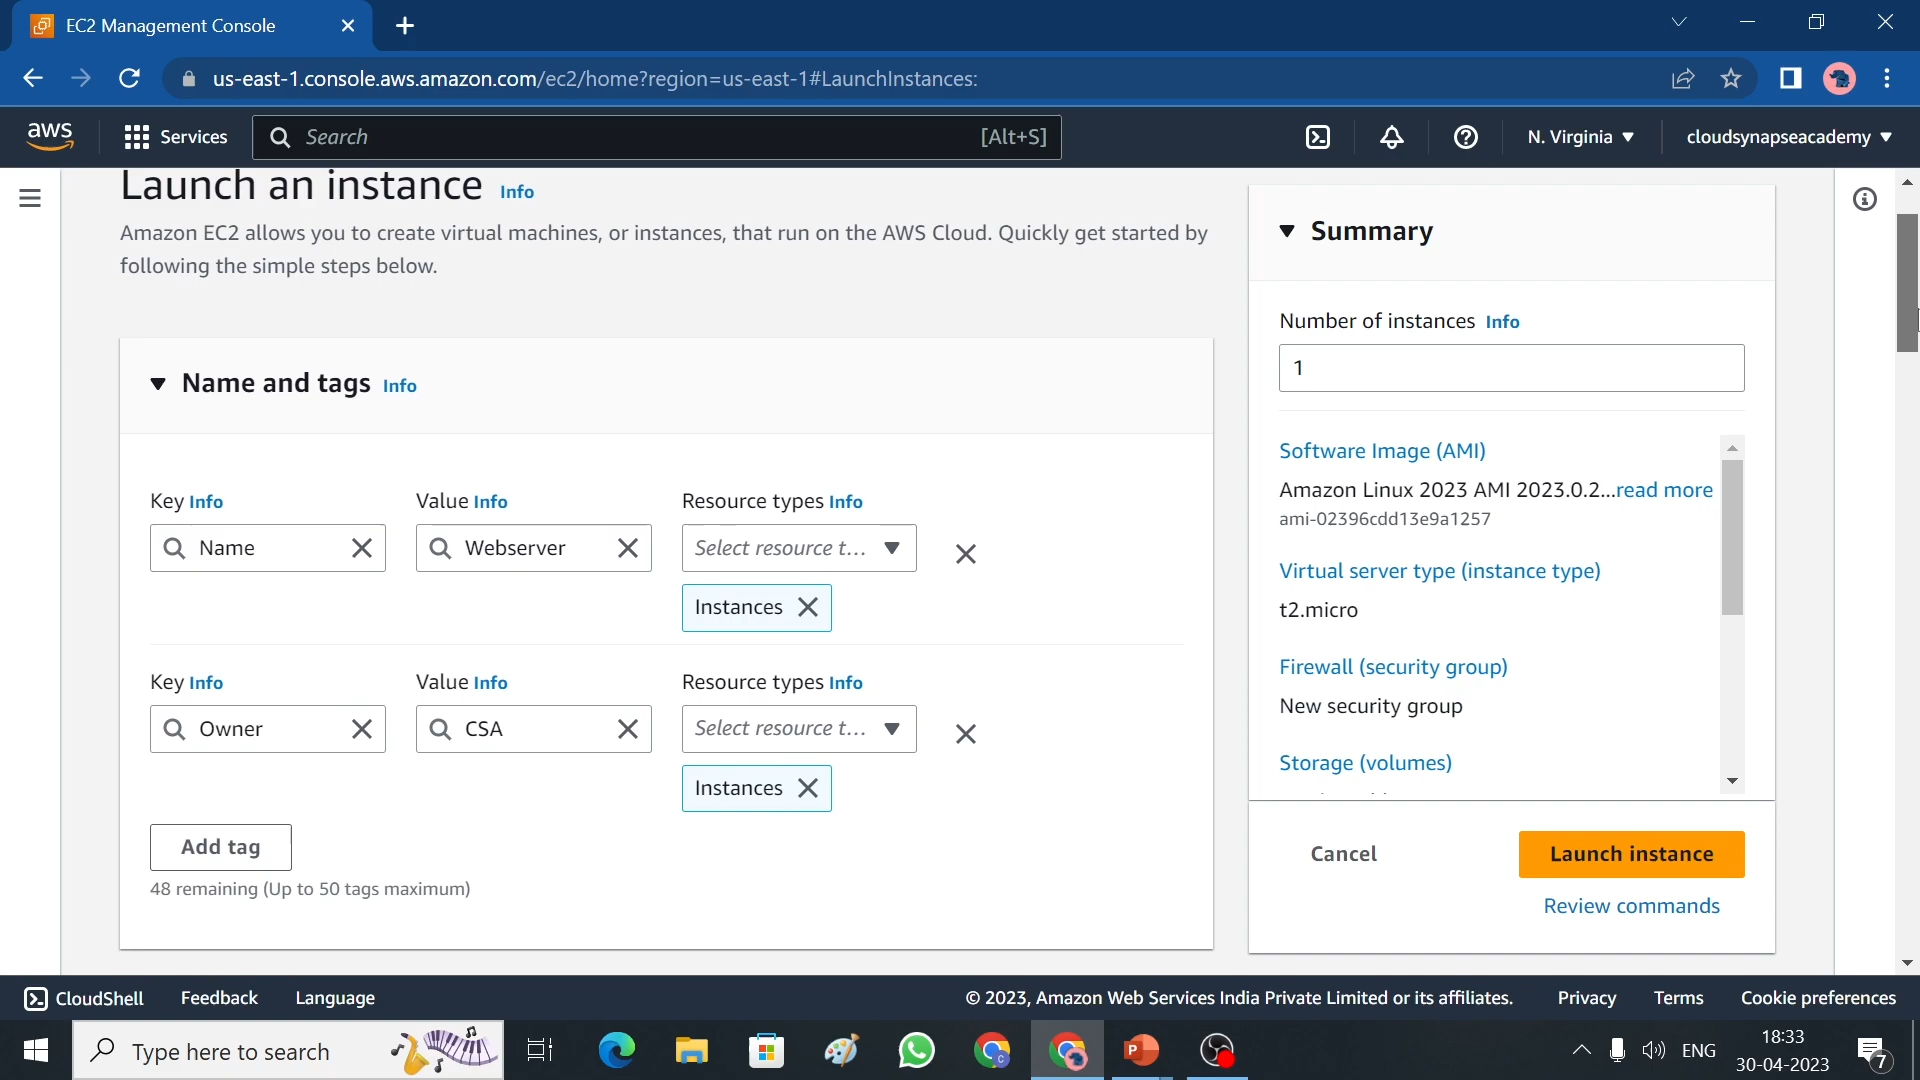 EC2 Management Console
us-east-1.console.aws.amazon.com/ec2/home?region=us-east-1#LaunchInstances:
aws
Services
Search
[Alt+S]
N. Virginia
cloudsynapseacademy
Launch an instance Info
Amazon EC2 allows you to create virtual machines, or instances, that run on the AWS Cloud. Quickly get started by
following the simple steps below.
Name and tags Info
Key Info
Value Info
Resource types Info
Name
Webserver
Select resource t...
Instances
Key Info
Value Info
Resource types Info
Owner
CSA
Select resource t...
Instances
Add tag
48 remaining (Up to 50 tags maximum)
Summary
Number of instances Info
1
Software Image (AMI)
Amazon Linux 2023 AMI 2023.0.2...read more
ami-02396cdd13e9a1257
Virtual server type (instance type)
t2.micro
Firewall (security group)
New security group
Storage (volumes)
Cancel
Launch instance
Review commands
CloudShell
Feedback
Language
© 2023, Amazon Web Services India Private Limited or its affiliates.
Privacy
Terms
Cookie preferences
Type here to search
ENG
18:33
30-04-2023
7